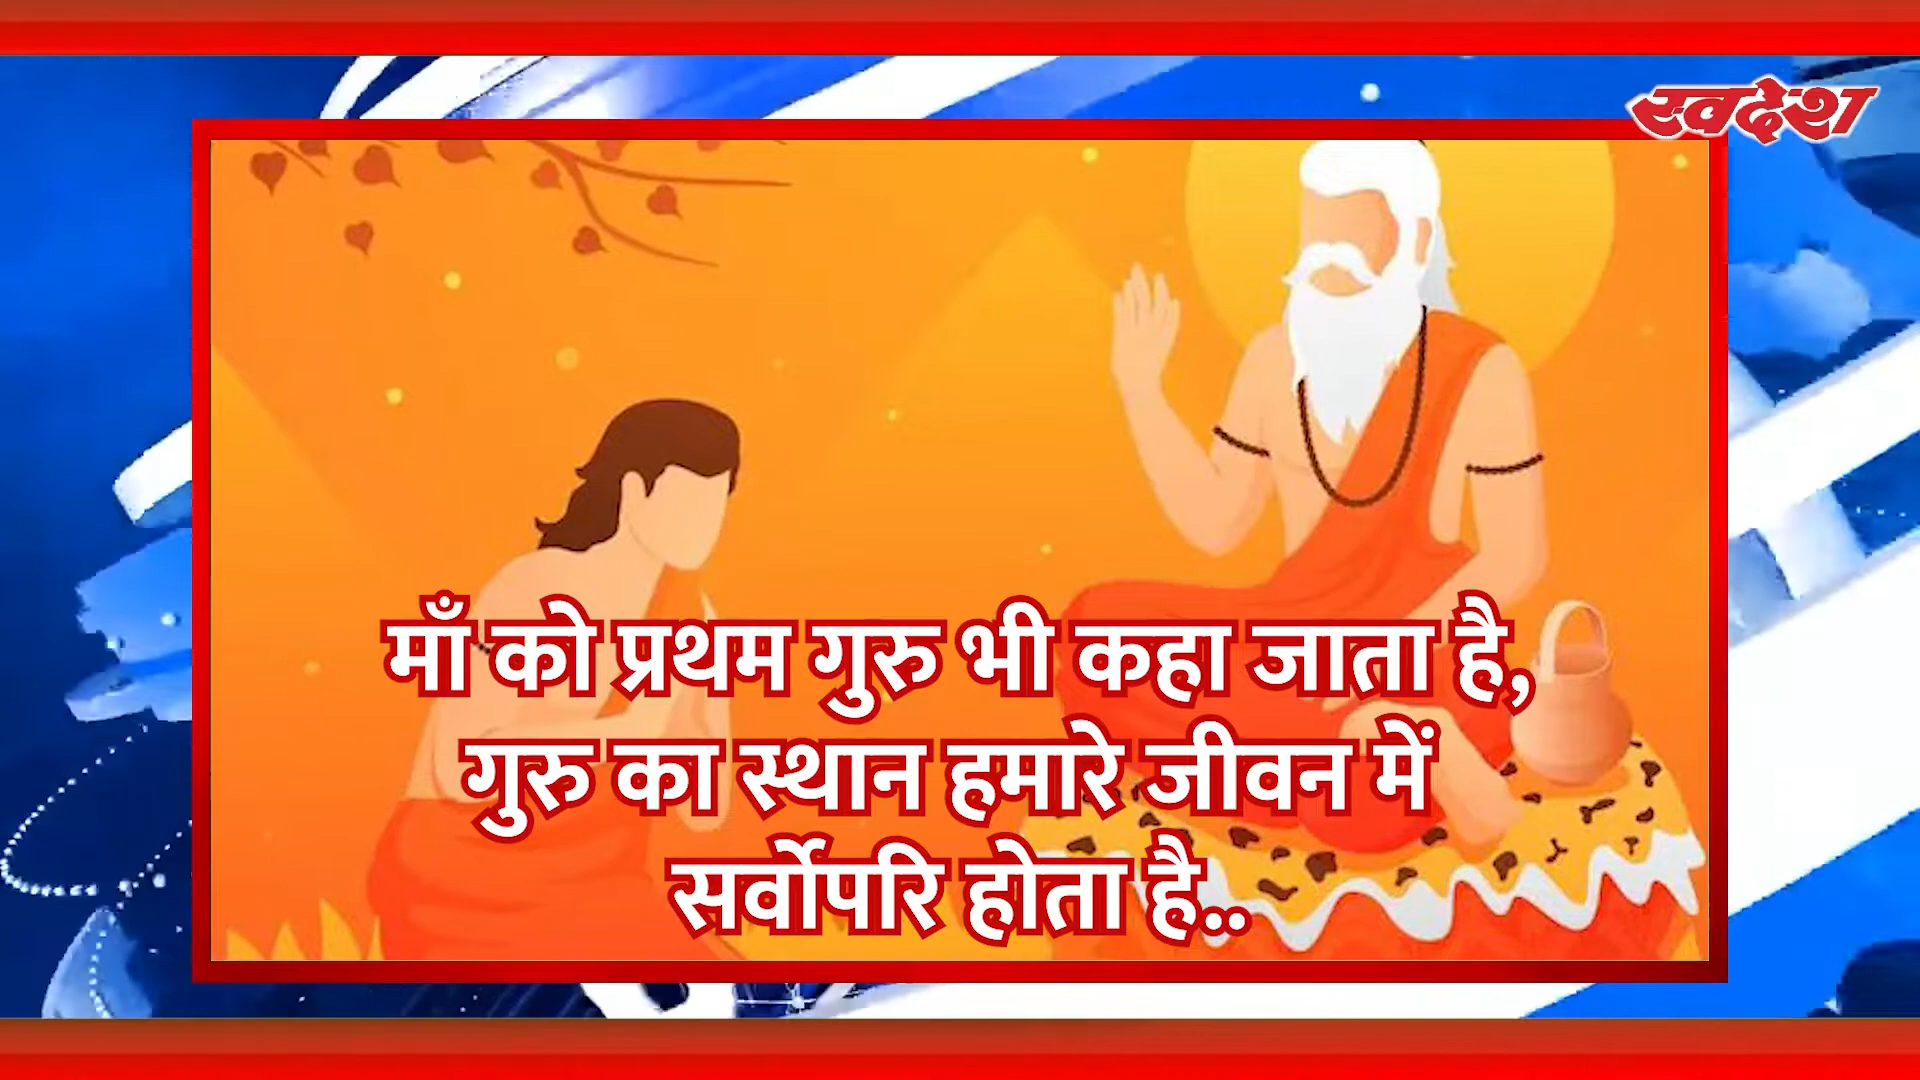 स्वदेश
माँ को प्रथम गुरु भी कहा जाता है,
गुरु का स्थान हमारे जीवन में
सर्वोपरि होता है..